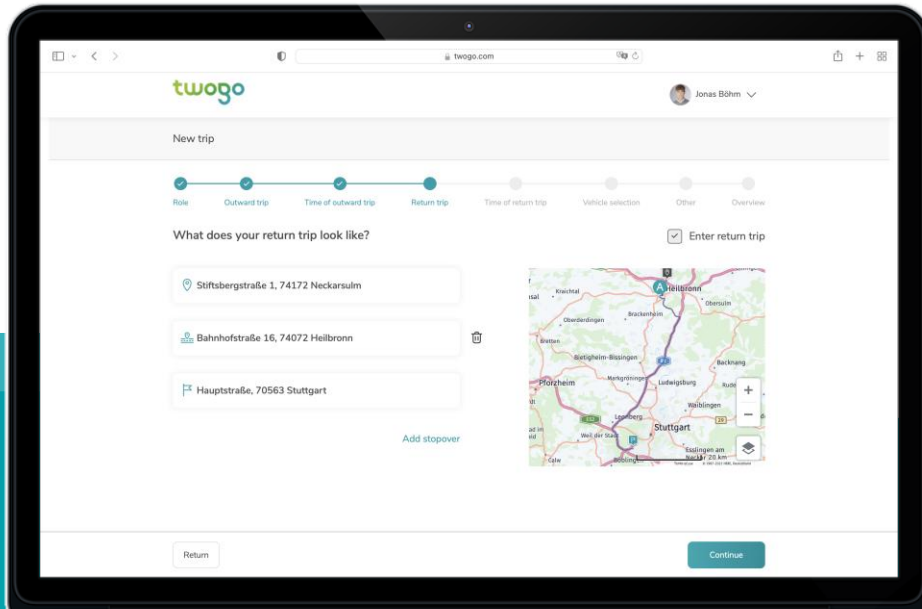 twogo.com
twogo
Jonas Böhm
New trip
Role
Outward trip
Time of outward trip
Return trip
Time of return trip
Vehicle selection
Other
Overview
What does your return trip look like?
Enter return trip
Stiftsbergstraße 1, 74172 Neckarsulm
Bahnhofstraße 16, 74072 Heilbronn
Hauptstraße, 70563 Stuttgart
Add stopover
A
Heilbronn
Kraichtal
Obersulm
Brackenheim
Oberderdingen
Bretten
Bietigheim-Bissingen
Backnang
Markgröningen
Pforzheim
Ludwigsburg
Waiblingen
Leonberg
Stuttgart
Weil der Stadt
Esslingen am
Neckar
20 km
Calw
Böblingen
Return
Continue